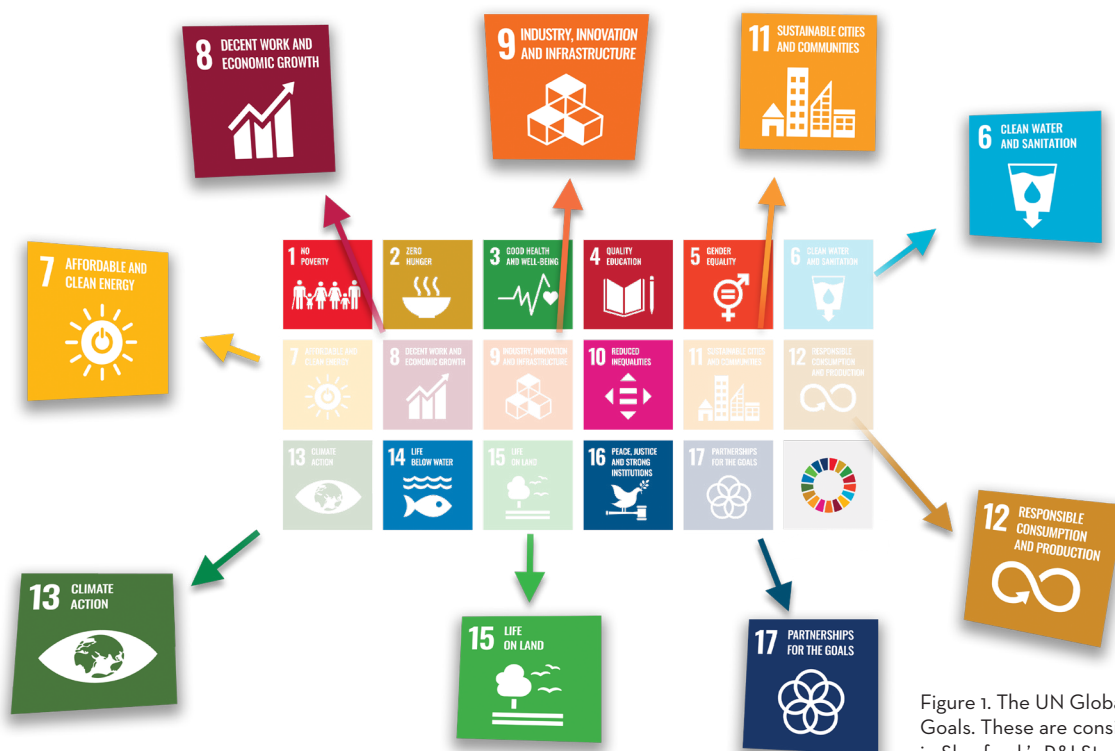 8 DECENT WORK AND
ECONOMIC GROWTH
9 INDUSTRY, INNOVATION
AND INFRASTRUCTURE
11 SUSTAINABLE CITIES
AND COMMUNITIES
6 CLEAN WATER
AND SANITATION
7 AFFORDABLE AND
CLEAN ENERGY
1 NO
POVERTY
2 ZERO
HUNGER
3 GOOD HEALTH
AND WELL-BEING
4 QUALITY
EDUCATION
5 GENDER
EQUALITY
6 CLEAN WATER
AND SANITATION
7 AFFORDABLE AND
CLEAN ENERGY
8 DECENT WORK AND
ECONOMIC GROWTH
9 INDUSTRY, INNOVATION
AND INFRASTRUCTURE
10 REDUCED
INEQUALITIES
11 SUSTAINABLE CITIES
AND COMMUNITIES
12 RESPONSIBLE
CONSUMPTION
AND PRODUCTION
13 CLIMATE
ACTION
14 LIFE
BELOW WATER
15 LIFE
ON LAND
16 PEACE, JUSTICE
AND STRONG
INSTITUTIONS
17 PARTNERSHIPS
FOR THE GOALS
12 RESPONSIBLE
CONSUMPTION
AND PRODUCTION
13 CLIMATE
ACTION
15 LIFE
ON LAND
17 PARTNERSHIPS
FOR THE GOALS
Figure 1. The UN Globa
Goals. These are cons